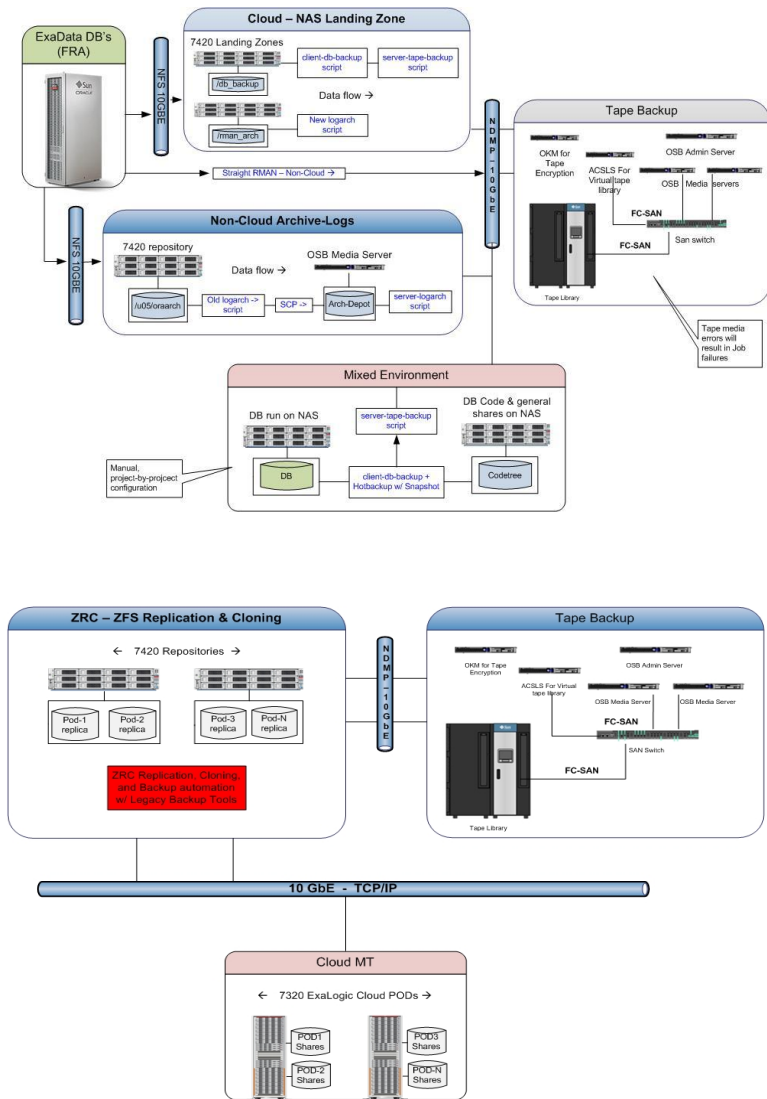 Cloud – NAS Landing Zone
ExaData DB's
(FRA)
Sun
ORACLE
NFS 10GBE
7420 Landing Zones
/db_backup
client-db-backup
script
server-tape-backup
script
Data flow →
/rman_arch
New logarch
script
Straight RMAN – Non-Cloud →
NDMP – 10GbE
Tape Backup
OKM for
Tape
Encryption
OSB Admin Server
ACSLS For
Virtual tape
library
OSB Media servers
FC-SAN
FC-SAN
San switch
Tape Library
Tape media
errors will
result in Job
failures
NFS 10GBE
Non-Cloud Archive-Logs
7420 repository
Data flow →
OSB Media Server
/u05/oraarch
Old logarch ->
script
SCP ->
Arch-Depot
server-logarch
script
Mixed Environment
DB run on NAS
server-tape-backup
script
DB Code & general
shares on NAS
DB
client-db-backup +
Hotbackup w/ Snapshot
Codetree
Manual,
project-by-projcect
configuration
ZRC – ZFS Replication & Cloning
← 7420 Repositories →
Pod-1
replica
Pod-2
replica
Pod-3
replica
Pod-N
replica
ZRC Replication, Cloning,
and Backup automation
w/ Legacy Backup Tools
NDMP – 10GbE
Tape Backup
OKM for Tape
Encryption
OSB Admin Server
ACSLS For Virtual
tape library
OSB Media Server
OSB Media Server
FC-SAN
SAN Switch
FC-SAN
Tape Library
10 GbE - TCP/IP
Cloud MT
← 7320 ExaLogic Cloud PODs →
POD1
Shares
POD-2
Shares
POD3
Shares
POD-N
Shares